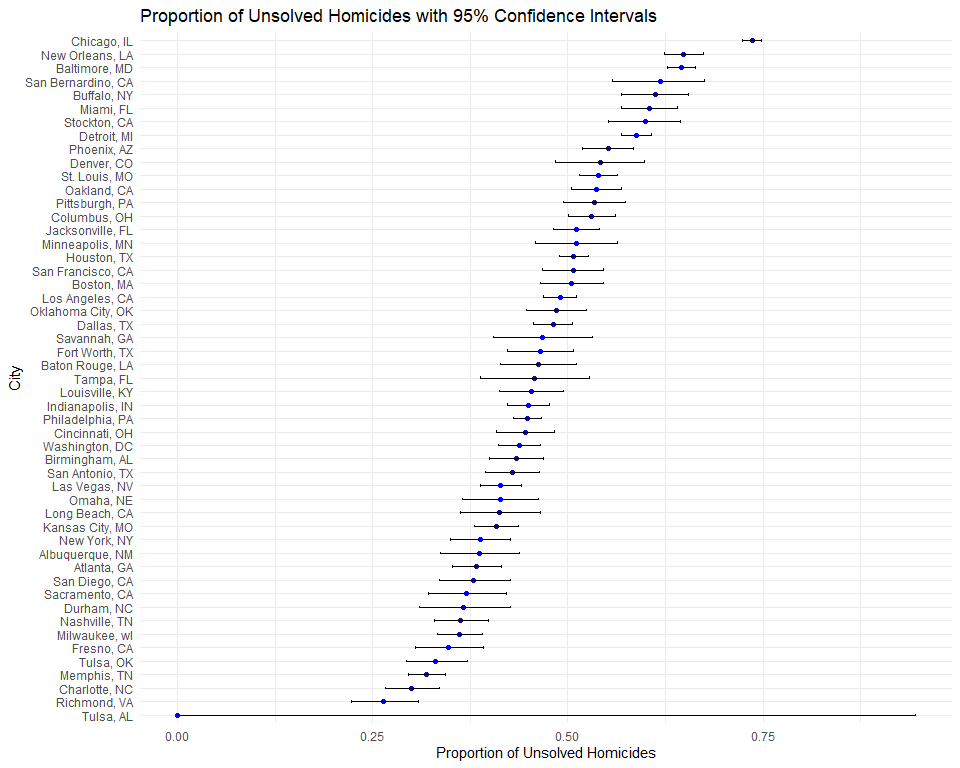 Proportion of Unsolved Homicides with 95% Confidence Intervals
Chicago, IL
New Orleans, LA
Baltimore, MD
San Bernardino, CA
Buffalo, NY
Miami, FL
Stockton, CA
Detroit, MI
Phoenix, AZ
Denver, CO
St. Louis, MO
Oakland, CA
Pittsburgh, PA
Columbus, OH
Jacksonville, FL
Minneapolis, MN
Houston, TX
San Francisco, CA
Boston, MA
Los Angeles, CA
Oklahoma City, OK
Dallas, TX
Savannah, GA
Fort Worth, TX
Baton Rouge, LA
Tampa, FL
Louisville, KY
Indianapolis, IN
Philadelphia, PA
Cincinnati, OH
Washington, DC
Birmingham, AL
San Antonio, TX
Las Vegas, NV
Omaha, NE
Long Beach, CA
Kansas City, MO
New York, NY
Albuquerque, NM
Atlanta, GA
San Diego, CA
Sacramento, CA
Durham, NC
Nashville, TN
Milwaukee, wI
Fresno, CA
Tulsa, OK
Memphis, TN
Charlotte, NC
Richmond, VA
Tulsa, AL
City
0.00 0.25 0.50 0.75
Proportion of Unsolved Homicides